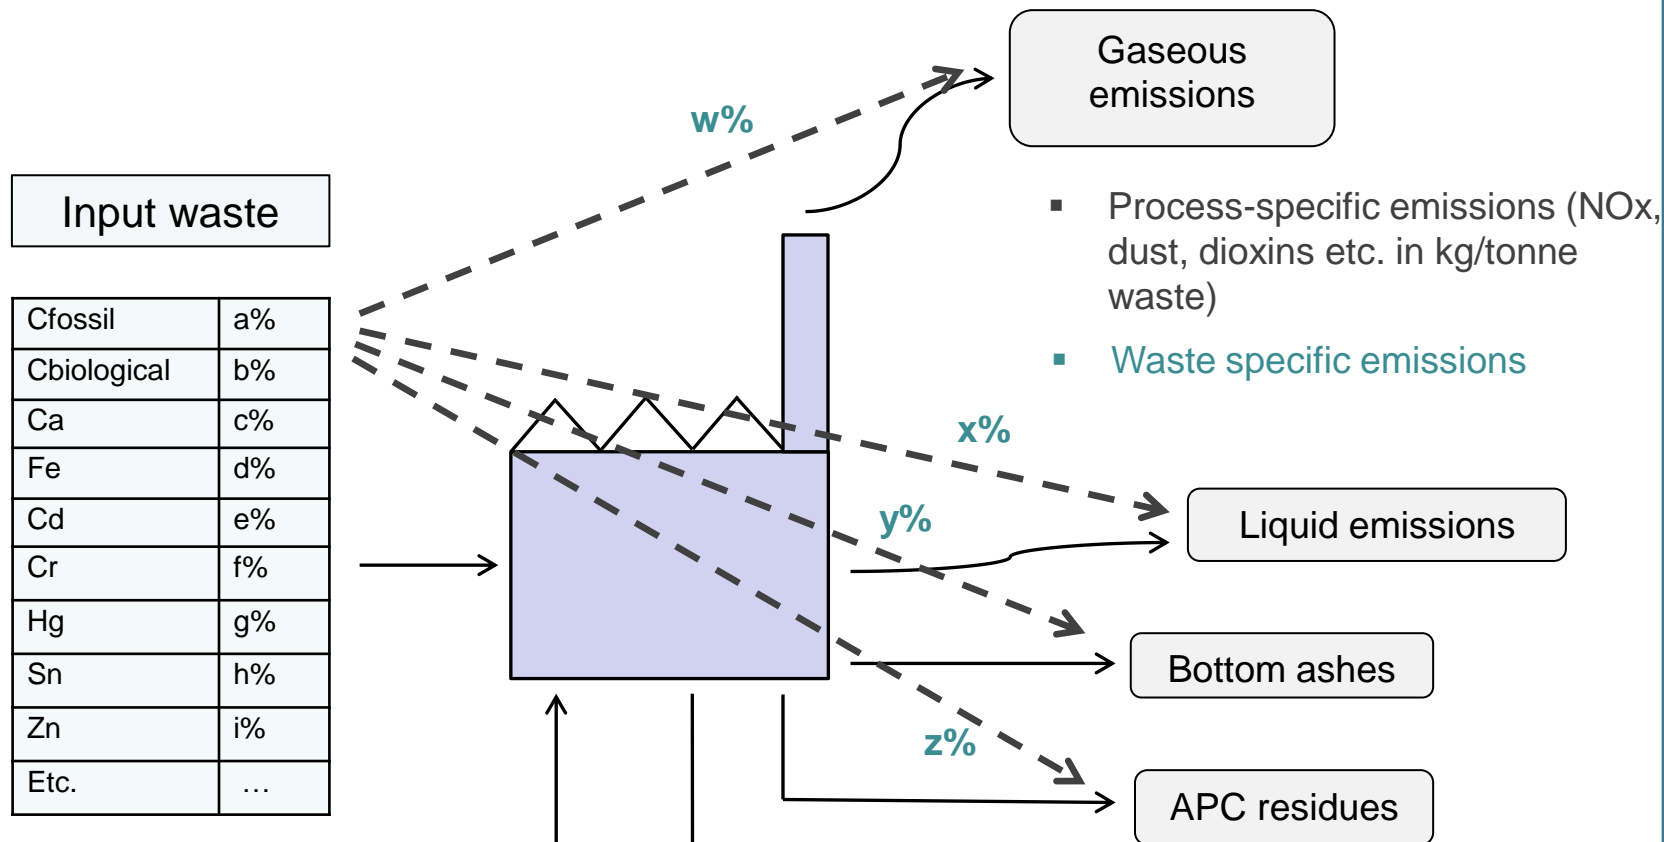 Gaseous
emissions
w%
Input waste
▪ Process-specific emissions (NOx,
dust, dioxins etc. in kg/tonne
waste)
▪ Waste specific emissions
Cfossil a%
Cbiological b%
Ca c%
Fe d%
Cd e%
Cr f%
Hg g%
Sn h%
Zn i%
Etc. …
x%
Liquid emissions
y%
Bottom ashes
z%
APC residues